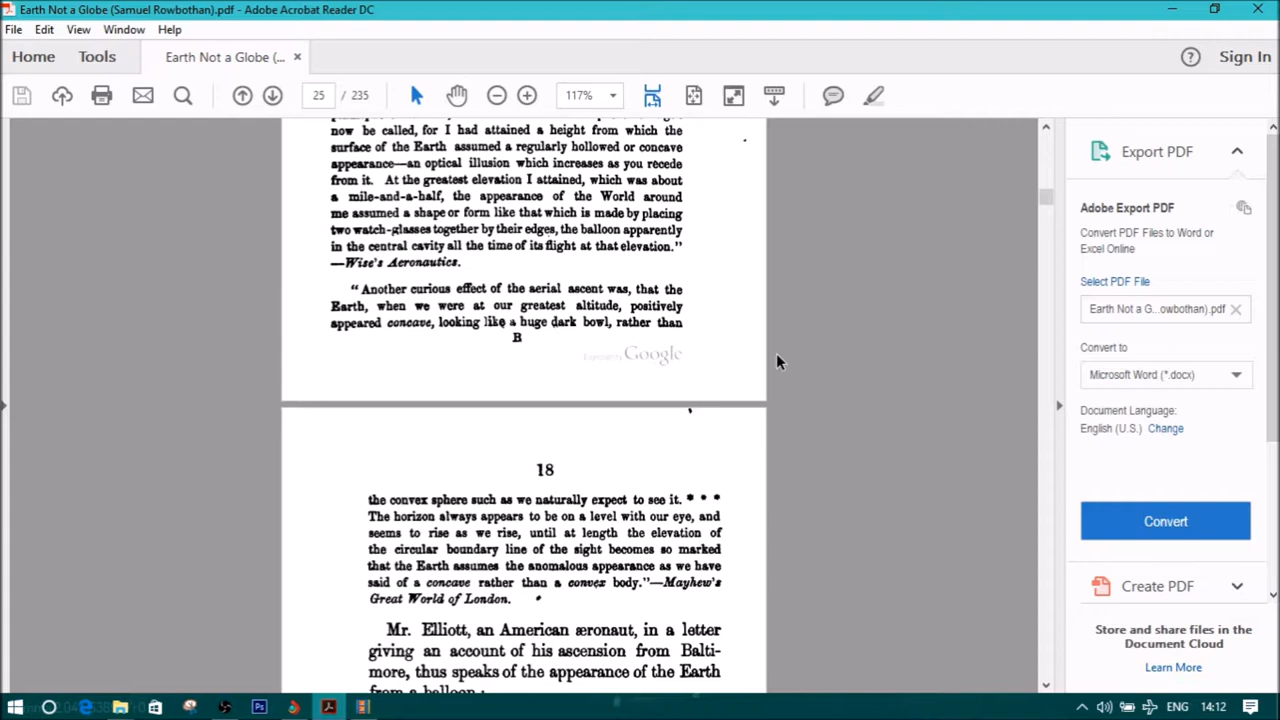 Earth Not a Globe (Samuel Rowbothan).pdf - Adobe Acrobat Reader DC
File Edit View Window Help
Home Tools Earth Not a Globe (... × Sign In
25 / 235 117%
now be called, for I had attained a height from which the
surface of the Earth assumed a regularly hollowed or concave
appearance—an optical illusion which increases as you recede
from it. At the greatest elevation I attained, which was about
a mile-and-a-half, the appearance of the World around
me assumed a shape or form like that which is made by placing
two watch-glasses together by their edges, the balloon apparently
in the central cavity all the time of its flight at that elevation."
—Wise's Aeronautics.
"Another curious effect of the aerial ascent was, that the
Earth, when we were at our greatest altitude, positively
appeared concave, looking like a huge dark bowl, rather than
B
Google
18
the convex sphere such as we naturally expect to see it. * * *
The horizon always appears to be on a level with our eye, and
seems to rise as we rise, until at length the elevation of
the circular boundary line of the sight becomes so marked
that the Earth assumes the anomalous appearance as we have
said of a concave rather than a convex body."—Mayhew's
Great World of London.
Mr. Elliott, an American æronaut, in a letter
giving an account of his ascension from Balti-
more, thus speaks of the appearance of the Earth
from a balloon :
Export PDF
Adobe Export PDF
Convert PDF Files to Word or
Excel Online
Select PDF File
Earth Not a G...owbothan).pdf ×
Convert to
Microsoft Word (*.docx)
Document Language:
English (U.S.) Change
Convert
Create PDF
Store and share files in the
Document Cloud
Learn More
ENG 14:12